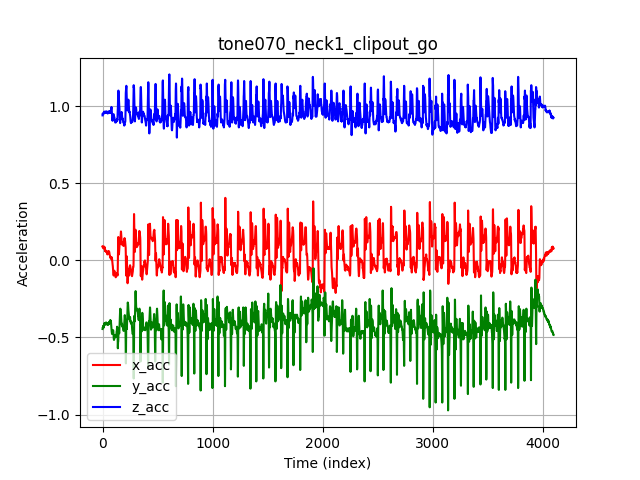 tone070_neck1_clipout_go
Acceleration
1.0
0.5
0.0
−0.5
−1.0
x_acc
y_acc
z_acc
0
1000
2000
3000
4000
Time (index)